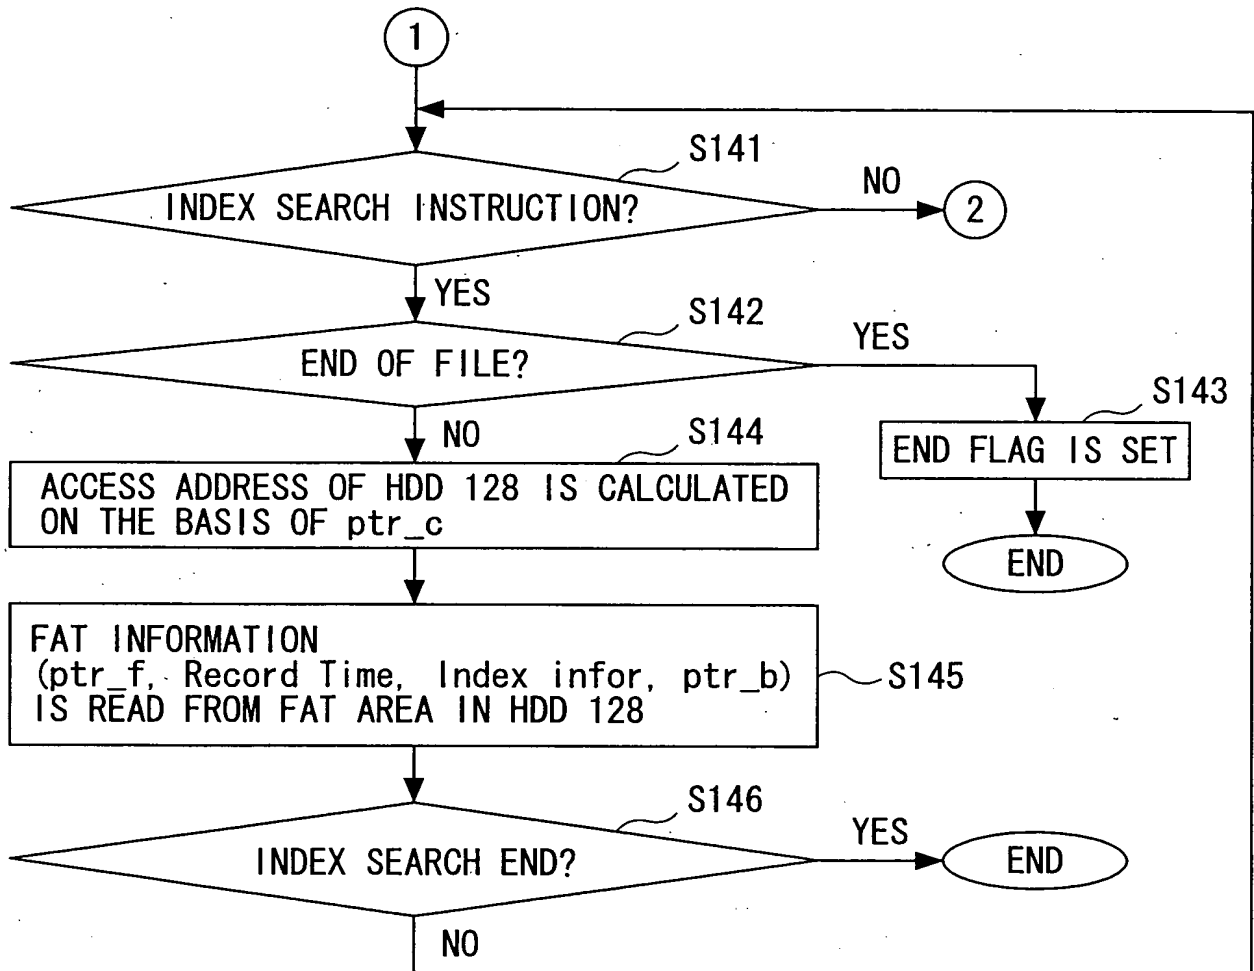 1
S141
INDEX SEARCH INSTRUCTION?
NO
2
YES
S142
END OF FILE?
YES
S143
END FLAG IS SET
END
NO
S144
ACCESS ADDRESS OF HDD 128 IS CALCULATED
ON THE BASIS OF ptr_c
FAT INFORMATION
(ptr_f, Record Time, Index infor, ptr_b)
IS READ FROM FAT AREA IN HDD 128
S145
S146
INDEX SEARCH END?
YES
END
NO